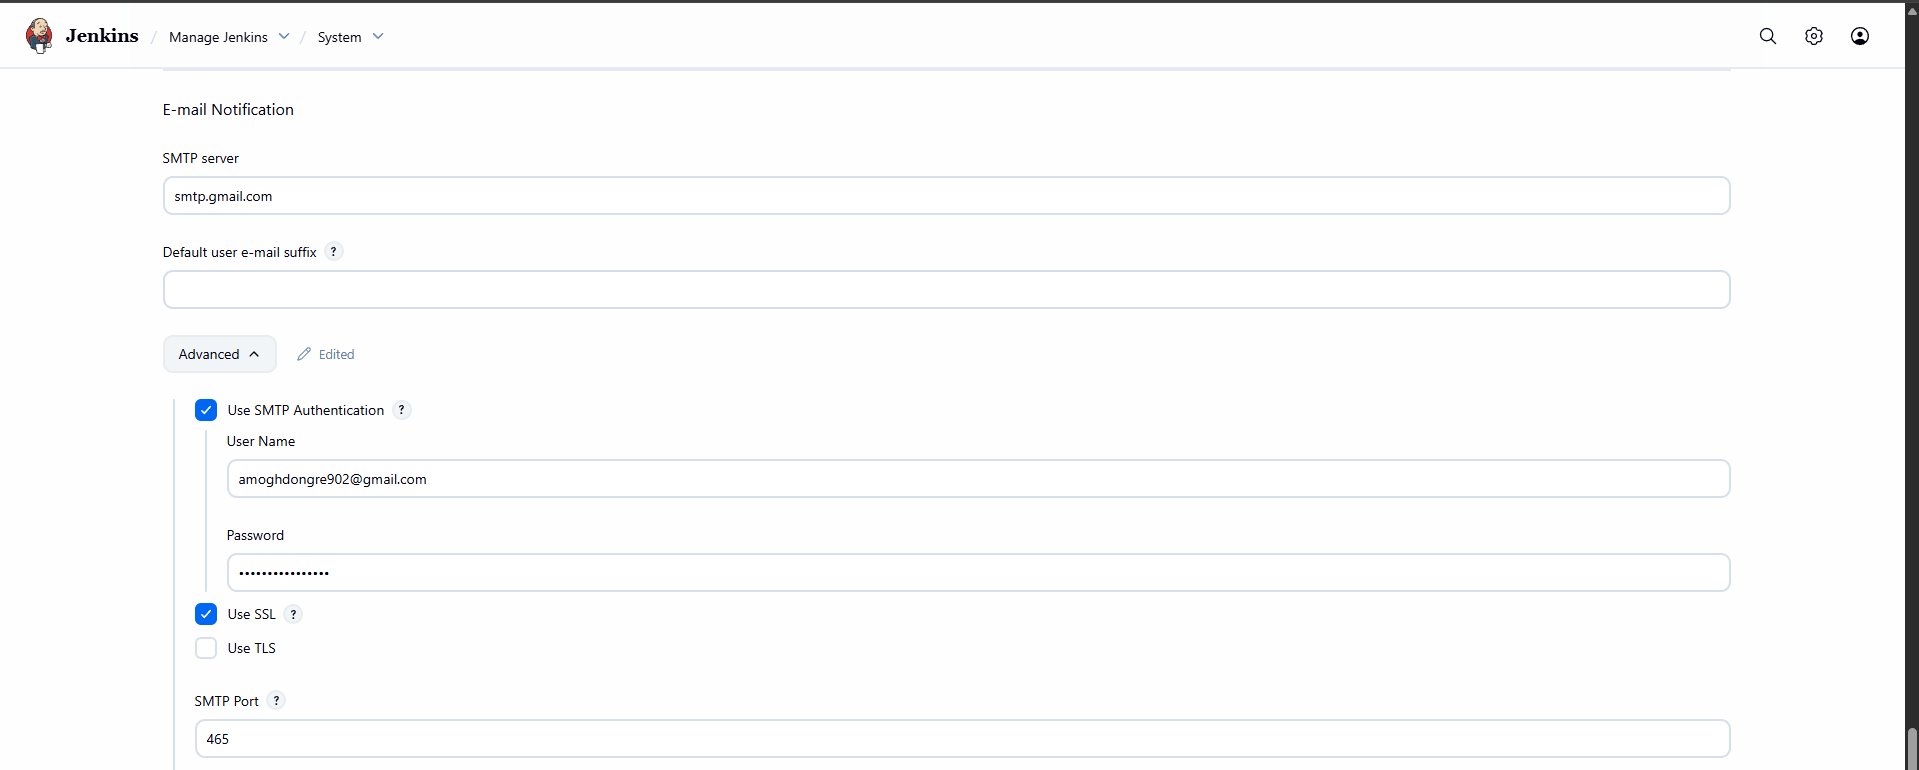 Jenkins / Manage Jenkins / System
E-mail Notification
SMTP server
smtp.gmail.com
Default user e-mail suffix ?
Advanced Edited
Use SMTP Authentication ?
User Name
amoghdongre902@gmail.com
Password
••••••••••••••••
Use SSL ?
Use TLS
SMTP Port ?
465